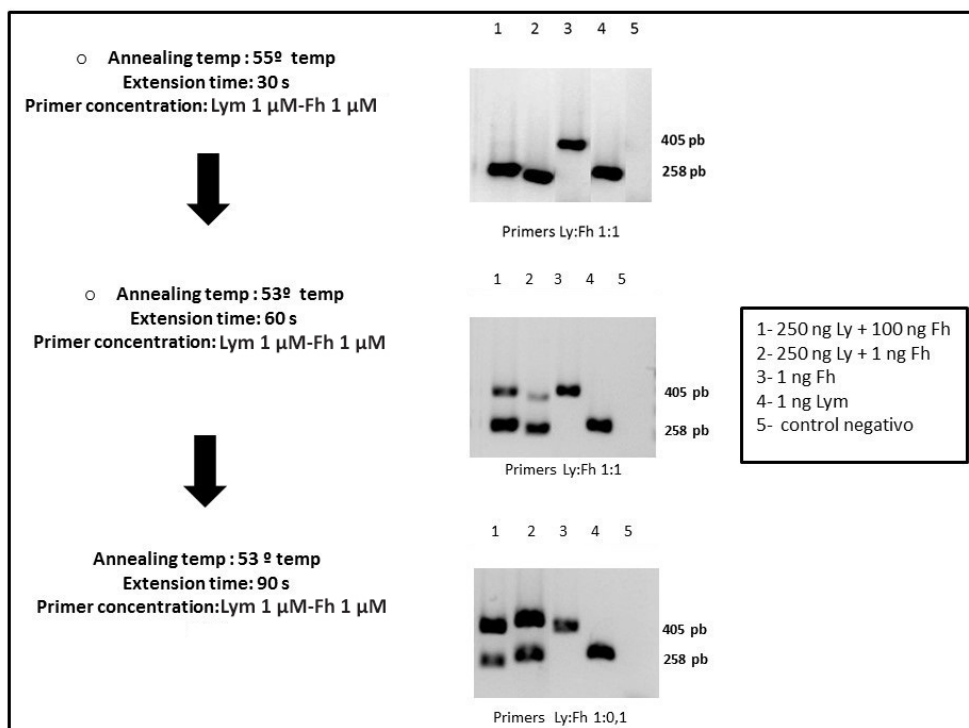 ○ Annealing temp : 55º temp
Extension time: 30 s
Primer concentration: Lym 1 µM-Fh 1 µM
1 2 3 4 5
405 pb
258 pb
Primers Ly:Fh 1:1
○ Annealing temp : 53º temp
Extension time: 60 s
Primer concentration: Lym 1 µM-Fh 1 µM
1 2 3 4 5
405 pb
258 pb
Primers Ly:Fh 1:1
1- 250 ng Ly + 100 ng Fh
2- 250 ng Ly + 1 ng Fh
3- 1 ng Fh
4- 1 ng Lym
5- control negativo
Annealing temp : 53 º temp
Extension time: 90 s
Primer concentration:Lym 1 µM-Fh 1 µM
1 2 3 4 5
405 pb
258 pb
Primers Ly:Fh 1:0,1